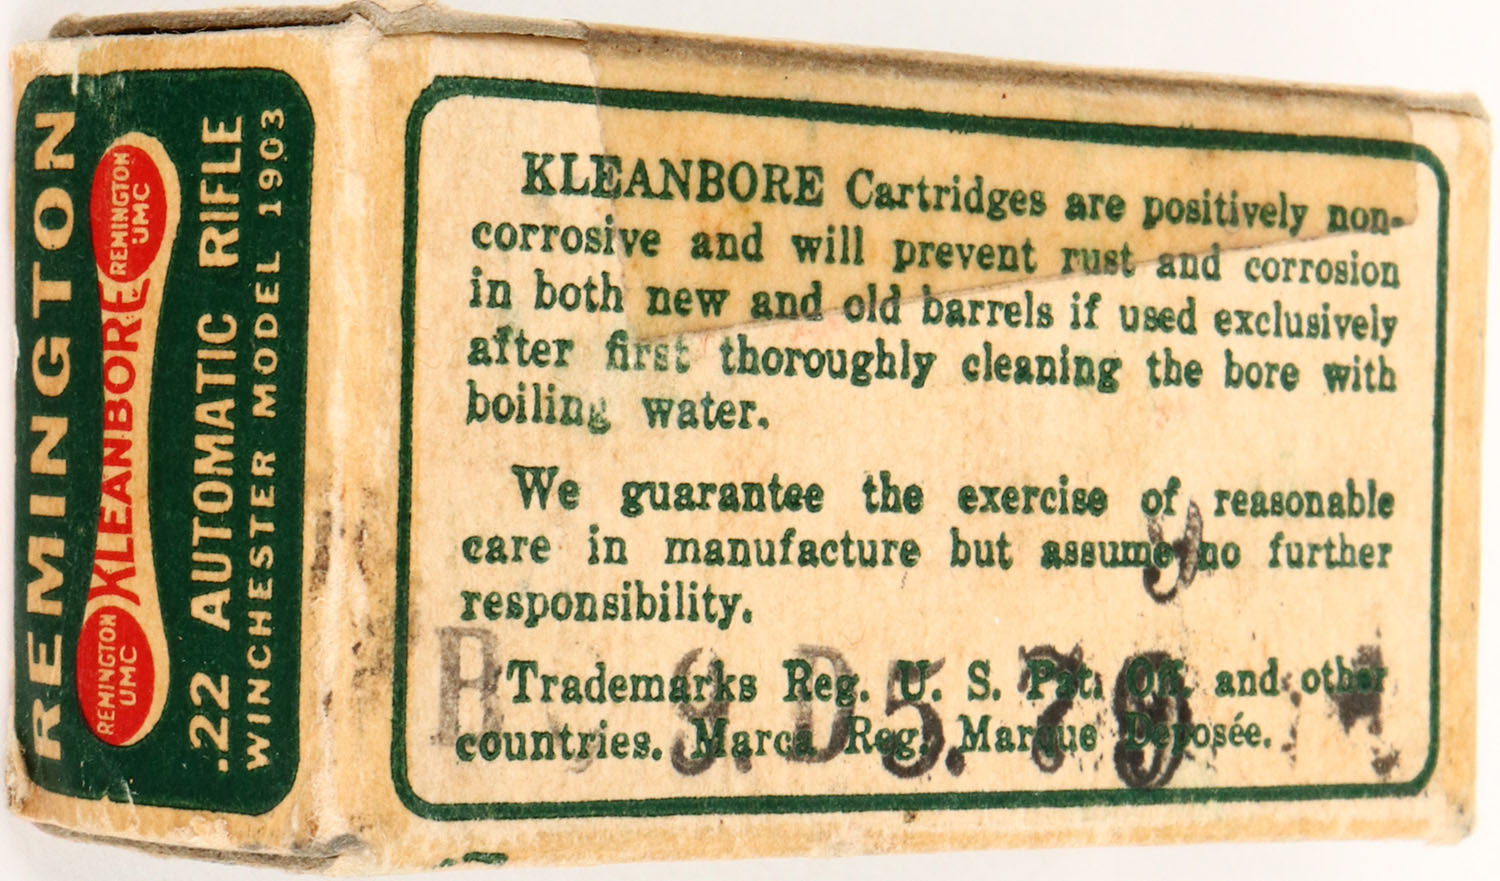 REMINGTON
REMINGTON
UMC
KLEANBORE
REMINGTON
UMC
.22 AUTOMATIC RIFLE
WINCHESTER MODEL 1903
KLEANBORE Cartridges are positively non-
corrosive and will prevent rust and corrosion
in both new and old barrels if used exclusively
after first thoroughly cleaning the bore with
boiling water.
We guarantee the exercise of reasonable
care in manufacture but assume no further
responsibility.
Trademarks Reg. U. S. Pat. Off. and other
countries. Marca Reg. Marque Deposée.